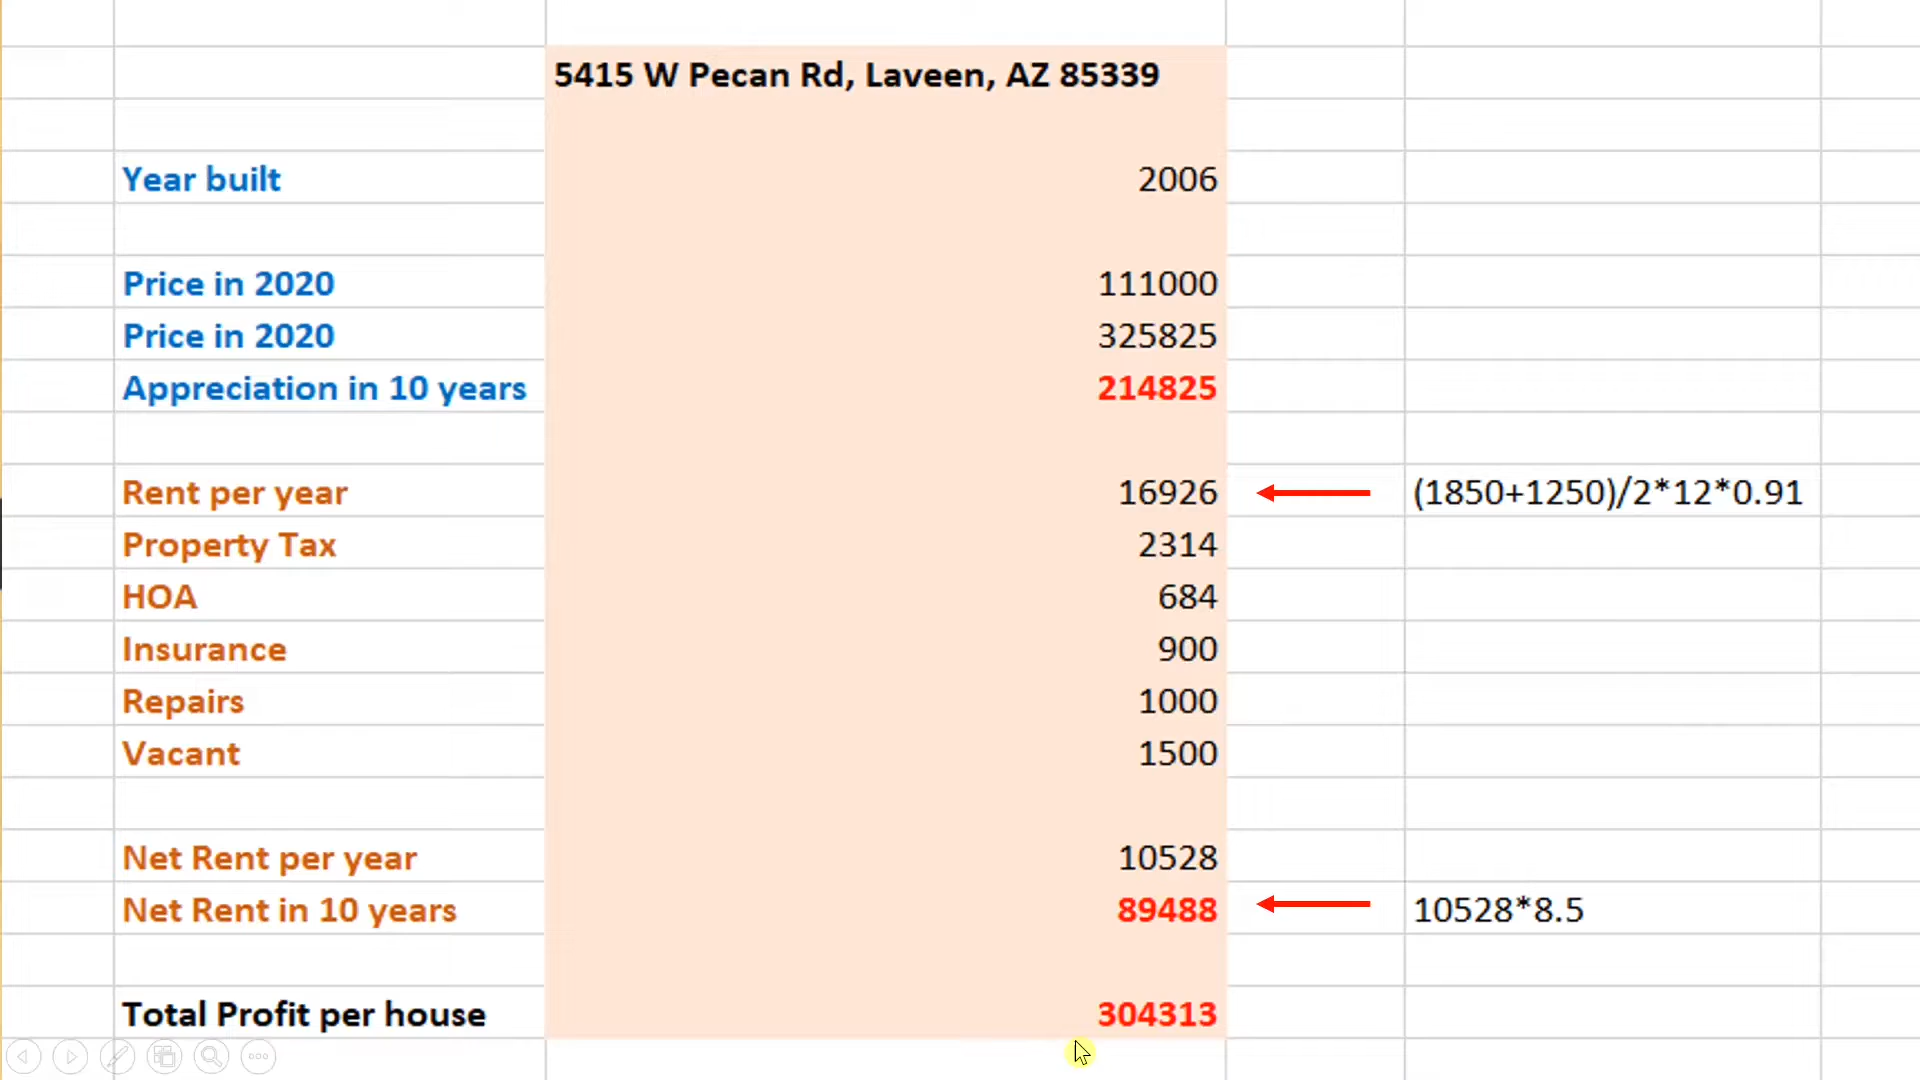 5415 W Pecan Rd, Laveen, AZ 85339
Year built 2006
Price in 2020 111000
Price in 2020 325825
Appreciation in 10 years 214825
Rent per year 16926 (1850+1250)/2*12*0.91
Property Tax 2314
HOA 684
Insurance 900
Repairs 1000
Vacant 1500
Net Rent per year 10528
Net Rent in 10 years 89488 10528*8.5
Total Profit per house 304313